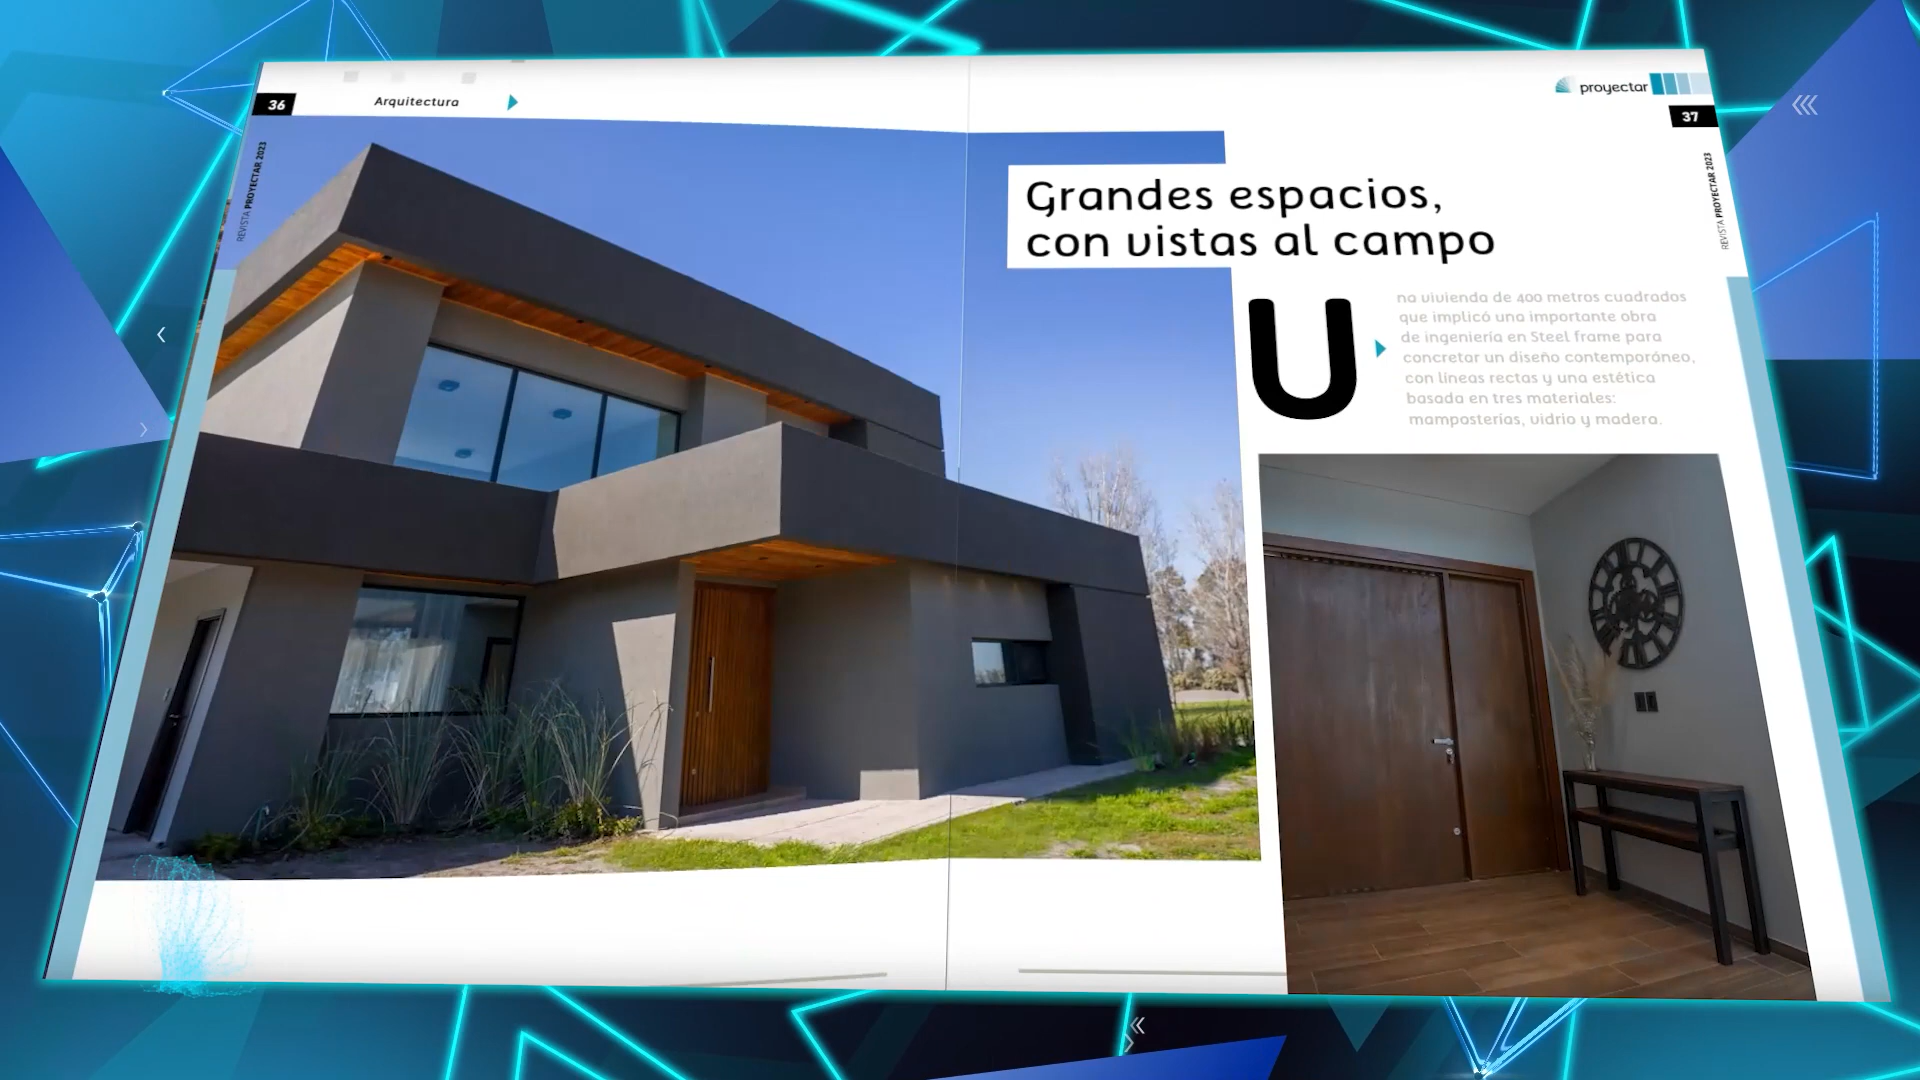 36
Arquitectura
proyectar
37
REVISTA PROYECTAR 2023
REVISTA PROYECTAR 2023
Grandes espacios,
con vistas al campo
U
na vivienda de 400 metros cuadrados
que implicó una importante obra
de ingeniería en Steel frame para
concretar un diseño contemporáneo,
con líneas rectas y una estética
basada en tres materiales:
mamposterías, vidrio y madera.